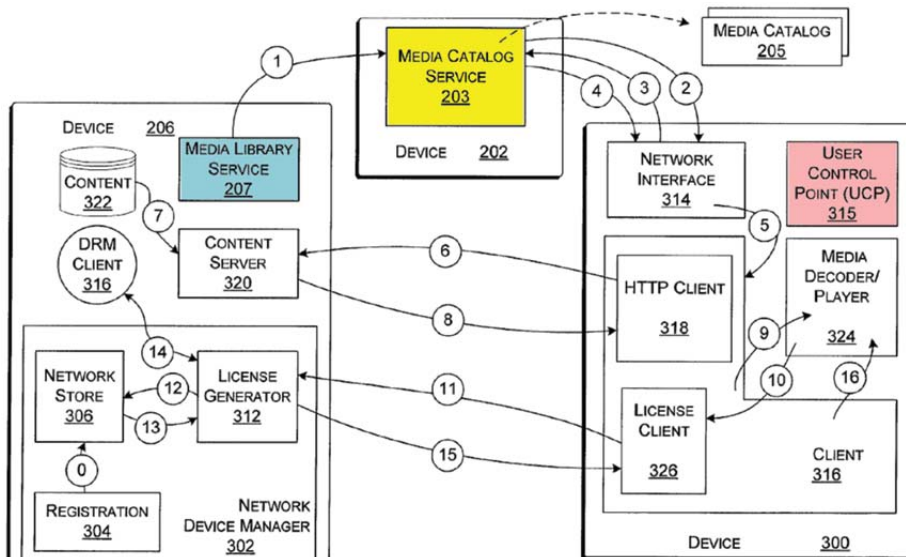 MEDIA CATALOG
205
1
MEDIA CATALOG
SERVICE
203
4
3
2
DEVICE 202
DEVICE 206
MEDIA LIBRARY
SERVICE
207
CONTENT
322
7
DRM
CLIENT
316
CONTENT
SERVER
320
NETWORK
INTERFACE
314
USER
CONTROL
POINT (UCP)
315
5
6
HTTP CLIENT
318
MEDIA
DECODER/
PLAYER
324
8
9
10
16
14
NETWORK
STORE
306
12
13
LICENSE
GENERATOR
312
11
15
LICENSE
CLIENT
326
CLIENT
316
0
REGISTRATION
304
NETWORK
DEVICE MANAGER
302
DEVICE 300